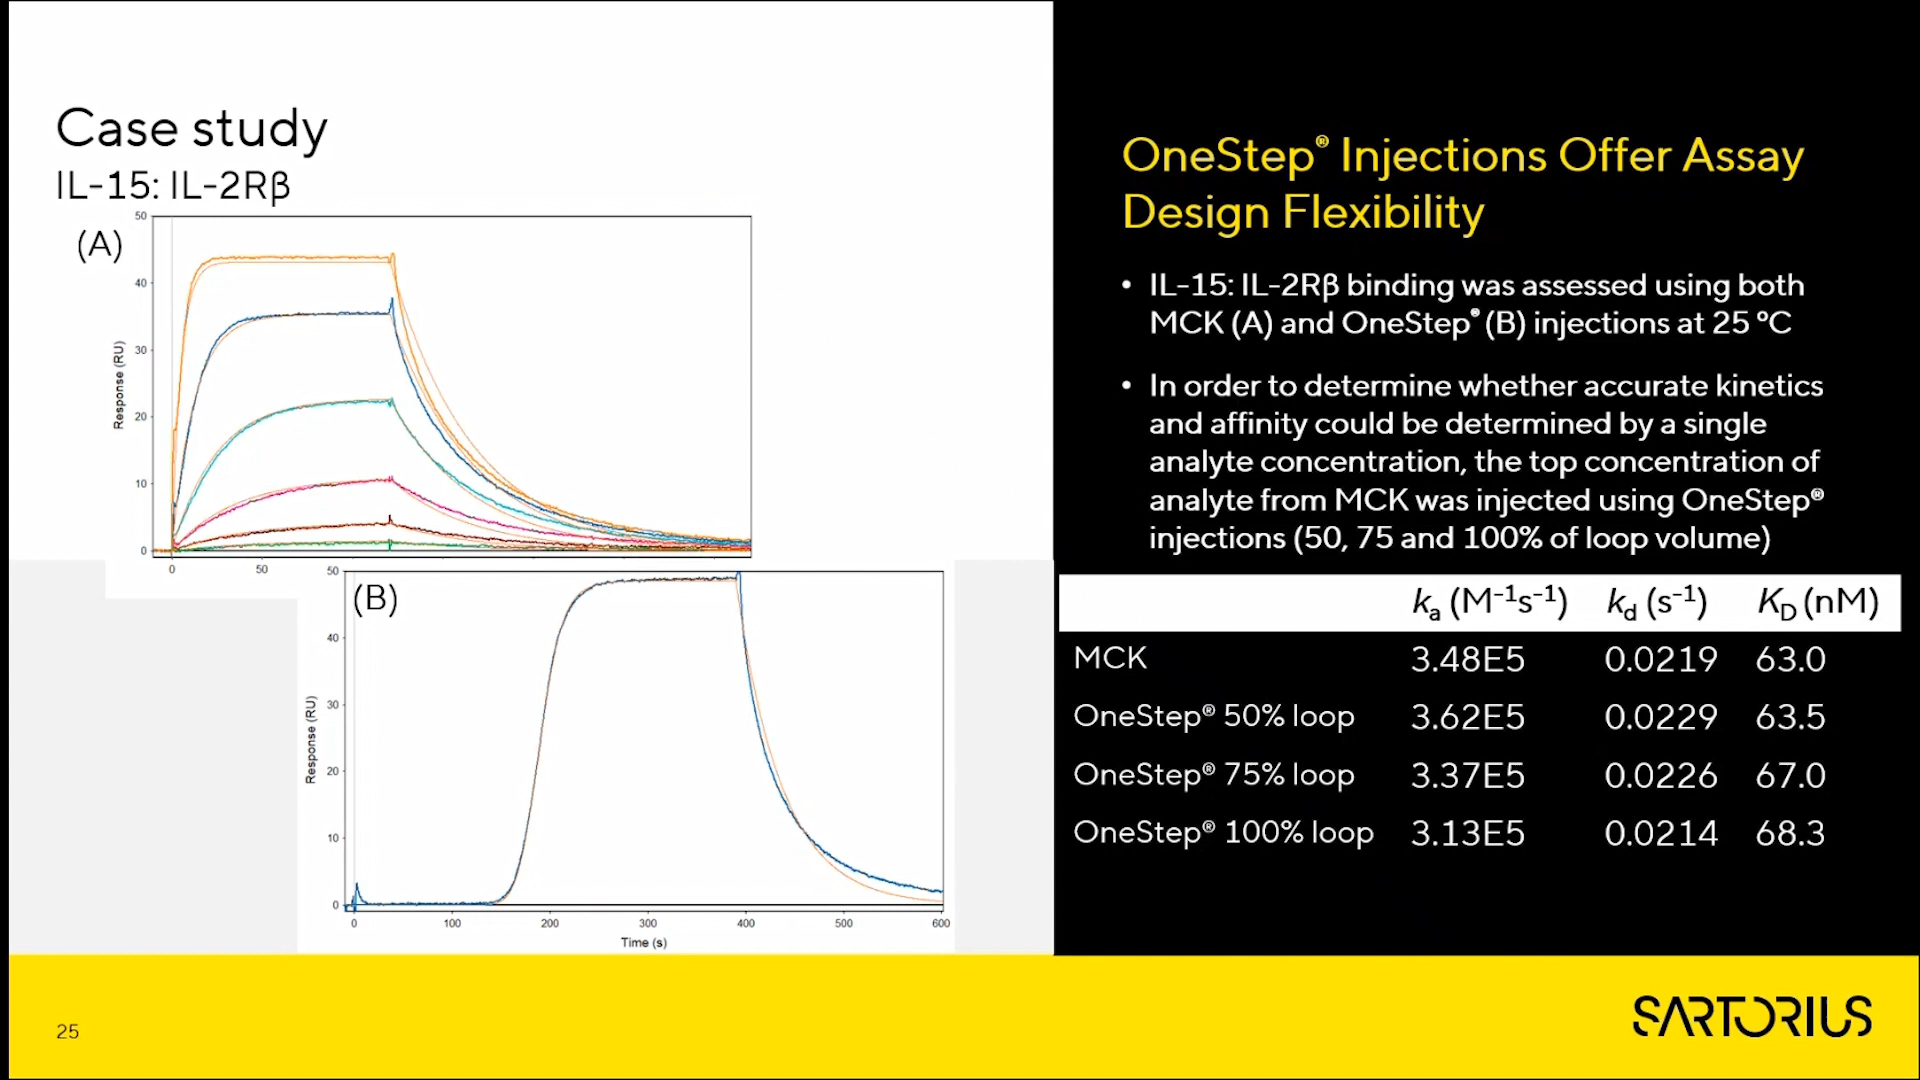 Case study
IL-15: IL-2Rβ
(A)
50
40
30
20
10
0
Response (RU)
0
50
(B)
50
40
30
20
10
0
Response (RU)
0
100
200
300
400
500
600
Time (s)
OneStep® Injections Offer Assay
Design Flexibility
• IL-15: IL-2Rβ binding was assessed using both
MCK (A) and OneStep® (B) injections at 25 °C
• In order to determine whether accurate kinetics
and affinity could be determined by a single
analyte concentration, the top concentration of
analyte from MCK was injected using OneStep®
injections (50, 75 and 100% of loop volume)
kₐ (M⁻¹s⁻¹) k_d (s⁻¹) K_D (nM)
MCK 3.48E5 0.0219 63.0
OneStep® 50% loop 3.62E5 0.0229 63.5
OneStep® 75% loop 3.37E5 0.0226 67.0
OneStep® 100% loop 3.13E5 0.0214 68.3
25
SARTORIUS